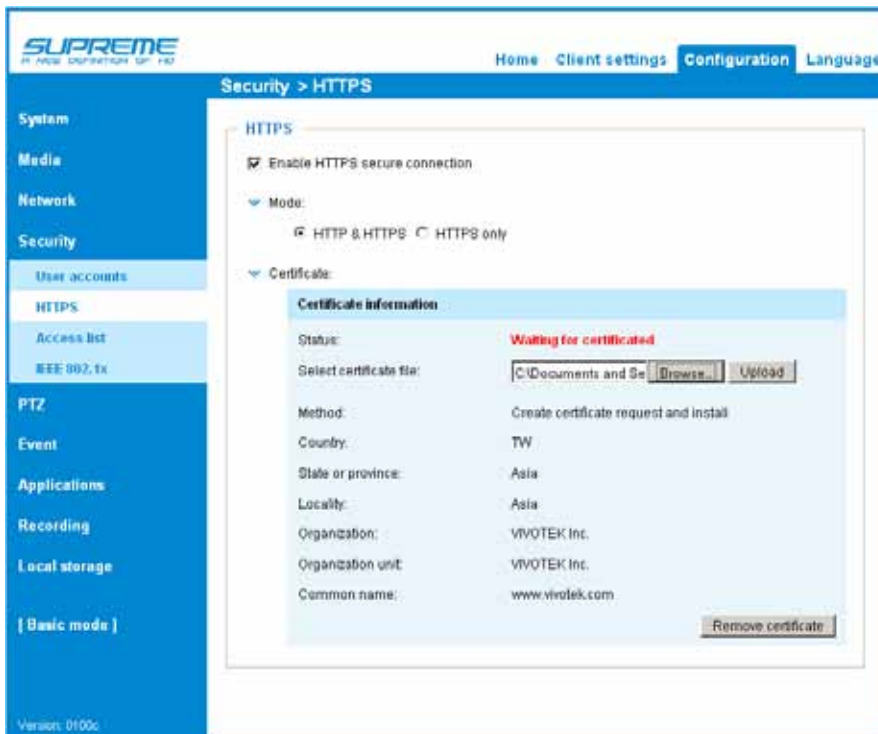 SUPREME
A NEW DEFINITION OF HD
Home Client settings Configuration Language
Security > HTTPS
System
Media
Network
Security
User accounts
HTTPS
Access list
IEEE 802.1x
PTZ
Event
Applications
Recording
Local storage
[ Basic mode ]
Version: 0100c
HTTPS
Enable HTTPS secure connection
Mode:
HTTP & HTTPS HTTPS only
Certificate:
Certificate information
Status: Waiting for certificated
Select certificate file: C:\Documents and Se Browse... Upload
Method: Create certificate request and install
Country: TW
State or province: Asia
Locality: Asia
Organization: VIVOTEK Inc.
Organization unit: VIVOTEK Inc.
Common name: www.vivotek.com
Remove certificate